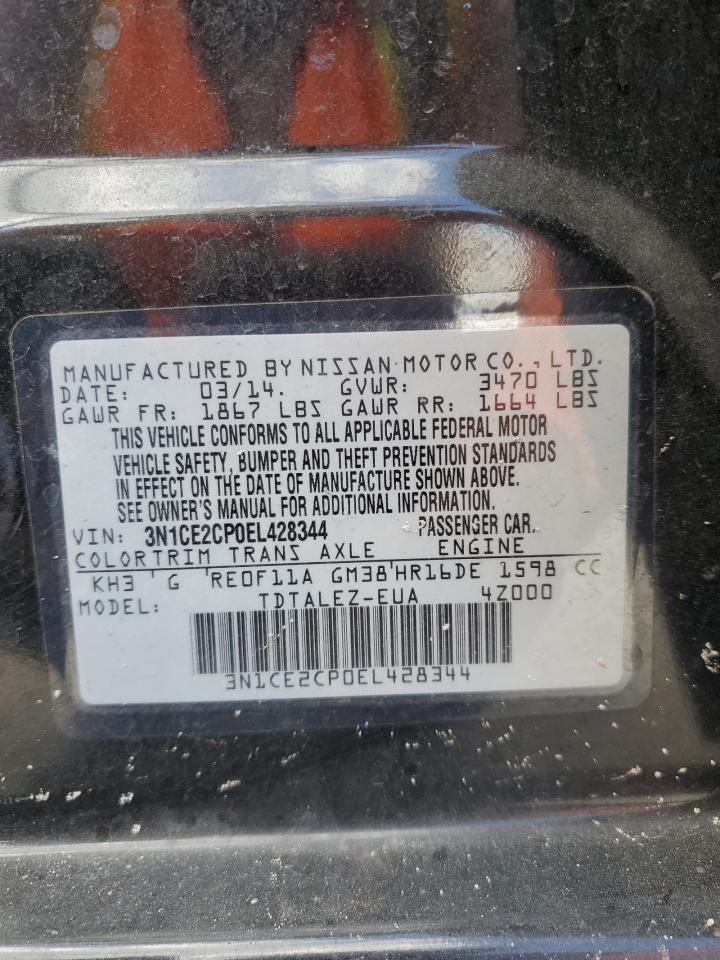 MANUFACTURED BY NISSAN MOTOR CO., LTD.
DATE: 03/14. GVWR: 3470 LBS
GAWR FR: 1867 LBS GAWR RR: 1664 LBS
THIS VEHICLE CONFORMS TO ALL APPLICABLE FEDERAL MOTOR
VEHICLE SAFETY, BUMPER AND THEFT PREVENTION STANDARDS
IN EFFECT ON THE DATE OF MANUFACTURE SHOWN ABOVE.
SEE OWNER'S MANUAL FOR ADDITIONAL INFORMATION.
VIN: 3N1CE2CP0EL428344 PASSENGER CAR.
COLORTRIM TRANS AXLE ENGINE
KH3 G RE0F11A GM38 HR16DE 1598 CC
MODEL: TDTALEZ-EUA 4Z000
3N1CE2CP0EL428344